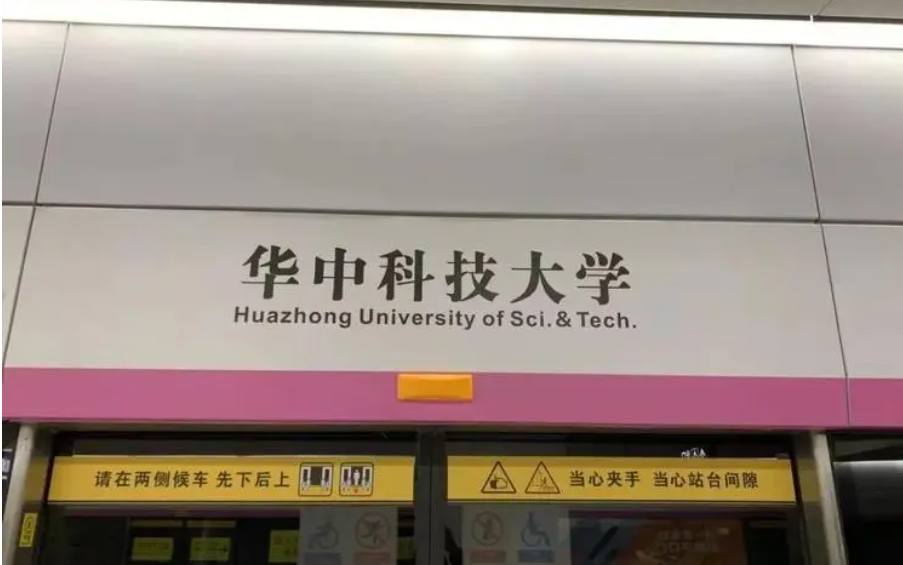 华中科技大学
Huazhong University of Sci.& Tech.
请在两侧候车 先下后上
当心夹手 当心站台间隙